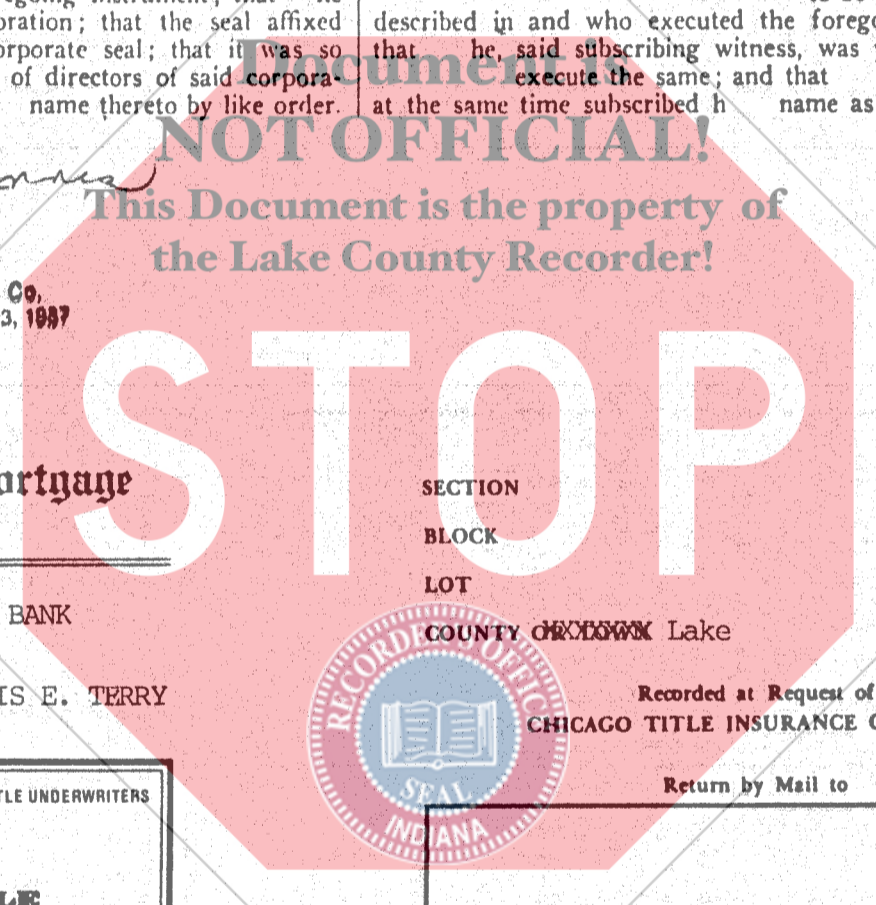 oration; that the seal affixed
orporate seal; that it was so
of directors of said corpora-
name thereto by like order.
described in and who executed the forego
that he, said subscribing witness, was
execute the same; and that
at the same time subscribed h name as
Document is
NOT OFFICIAL!
This Document is the property of
the Lake County Recorder!
Co,
3, 1987
STOP
ortgage
BANK
IS E. TERRY
TLE UNDERWRITERS
SECTION
BLOCK
LOT
COUNTY OR TOWN Lake
Recorded at Request of
CHICAGO TITLE INSURANCE C
Return by Mail to
RECORDER'S OFFICE
SEAL
INDIANA